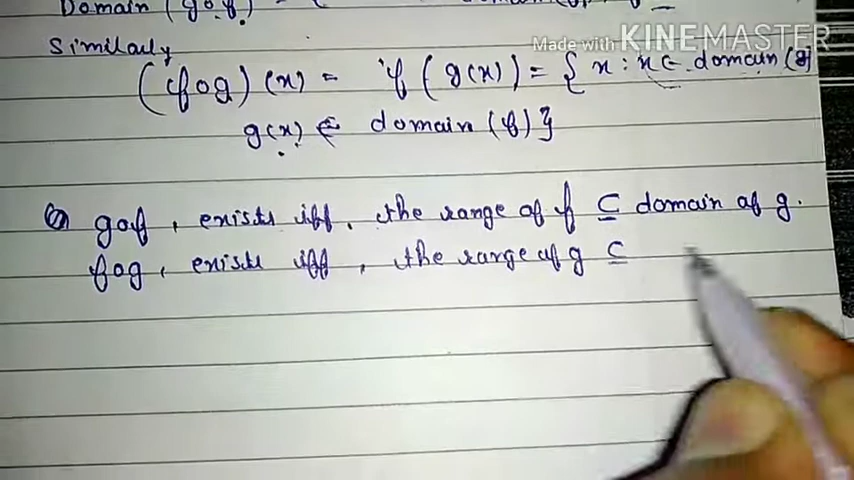 Domain (gof)
Made with KINEMASTER
Similarly
(fog) (x) = f (g(x)) = { x : x ∈ domain (g)
g(x) ∈ domain (f) }
gof, exists iff, the range of f ⊆ domain of g.
fog, exists iff, the range of g ⊆